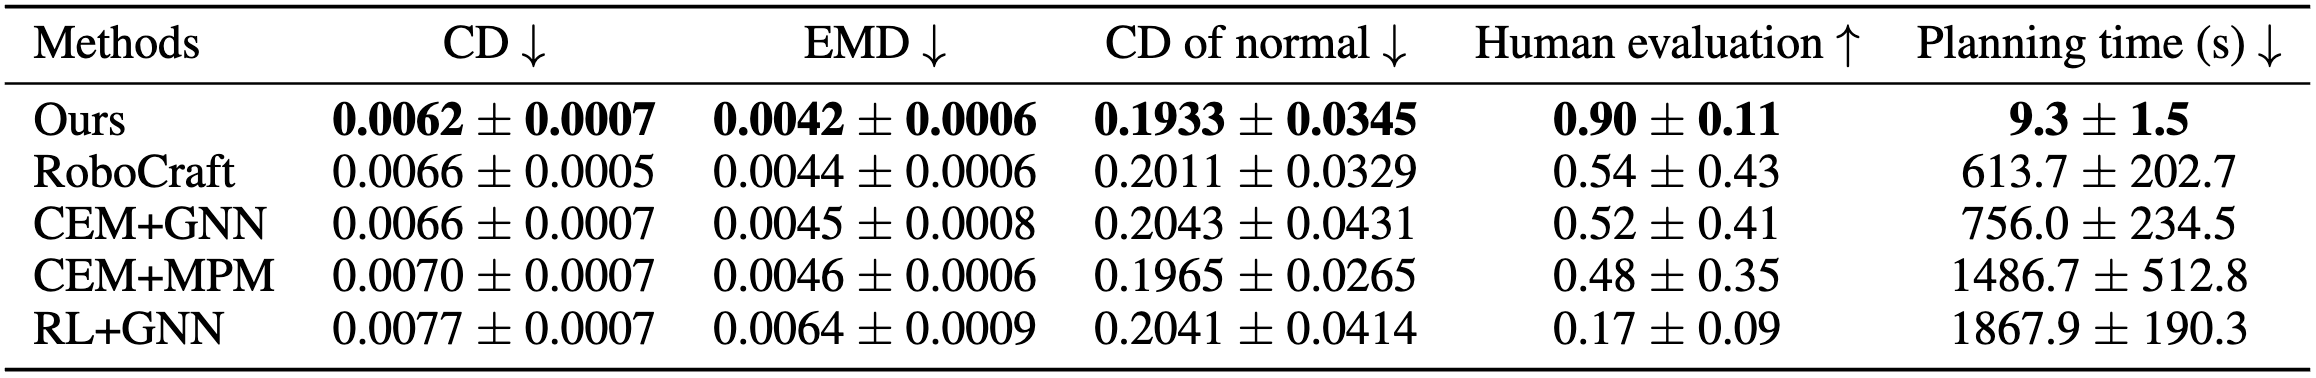 Methods CD ↓ EMD ↓ CD of normal ↓ Human evaluation ↑ Planning time (s) ↓
Ours 0.0062 ± 0.0007 0.0042 ± 0.0006 0.1933 ± 0.0345 0.90 ± 0.11 9.3 ± 1.5
RoboCraft 0.0066 ± 0.0005 0.0044 ± 0.0006 0.2011 ± 0.0329 0.54 ± 0.43 613.7 ± 202.7
CEM+GNN 0.0066 ± 0.0007 0.0045 ± 0.0008 0.2043 ± 0.0431 0.52 ± 0.41 756.0 ± 234.5
CEM+MPM 0.0070 ± 0.0007 0.0046 ± 0.0006 0.1965 ± 0.0265 0.48 ± 0.35 1486.7 ± 512.8
RL+GNN 0.0077 ± 0.0007 0.0064 ± 0.0009 0.2041 ± 0.0414 0.17 ± 0.09 1867.9 ± 190.3